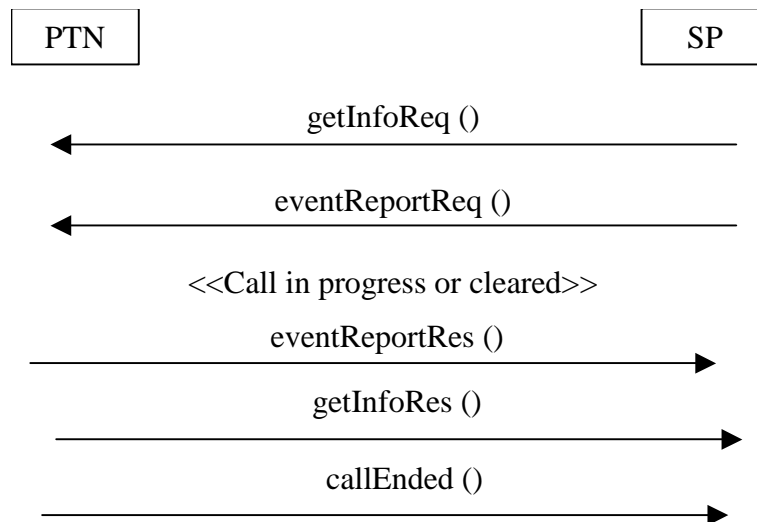 PTN
SP
getInfoReq ()
eventReportReq ()
<<Call in progress or cleared>>
eventReportRes ()
getInfoRes ()
callEnded ()